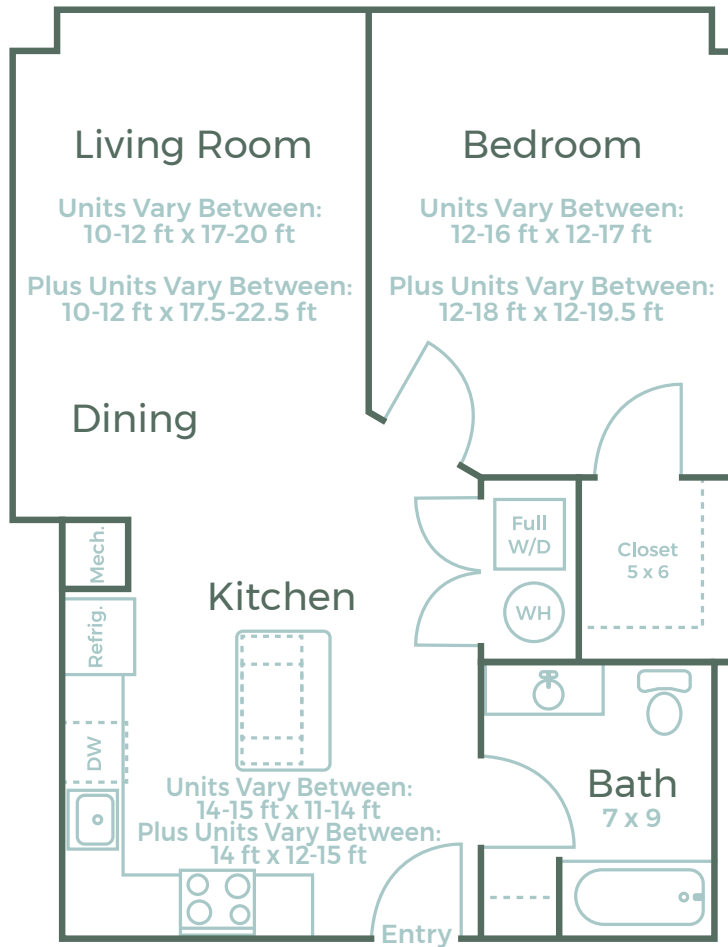 Living Room
Units Vary Between:
10-12 ft x 17-20 ft
Plus Units Vary Between:
10-12 ft x 17.5-22.5 ft
Bedroom
Units Vary Between:
12-16 ft x 12-17 ft
Plus Units Vary Between:
12-18 ft x 12-19.5 ft
Dining
Mech.
Full
W/D
Closet
5 x 6
WH
Kitchen
Refrig.
DW
Units Vary Between:
14-15 ft x 11-14 ft
Plus Units Vary Between:
14 ft x 12-15 ft
Bath
7 x 9
Entry